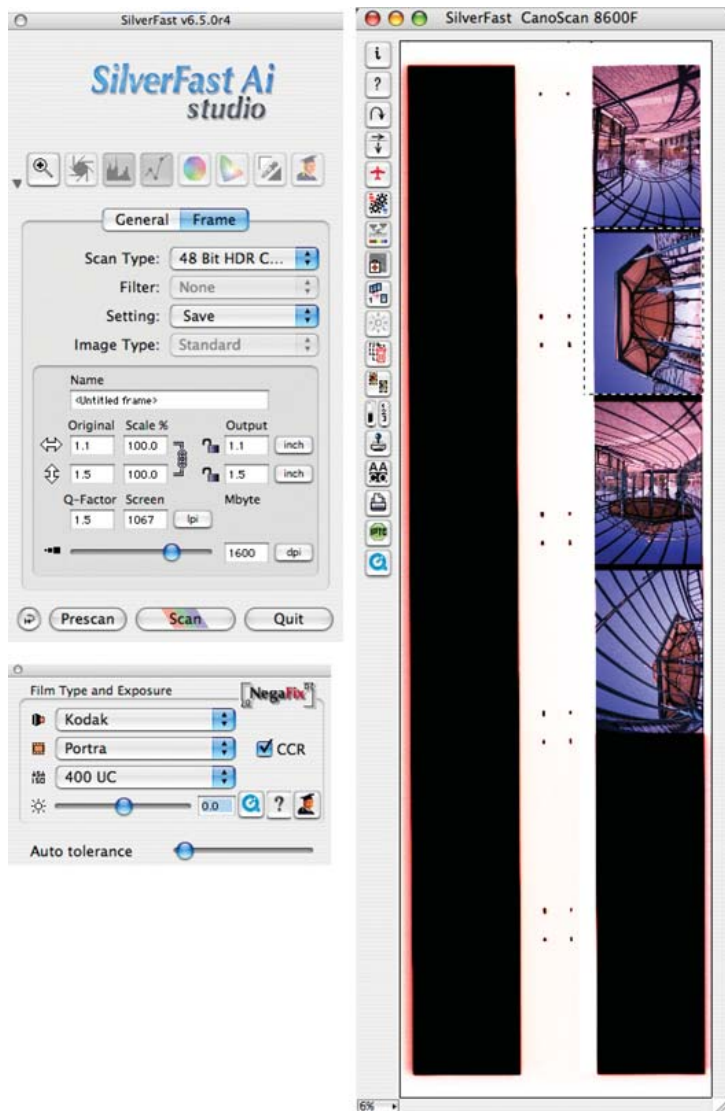 SilverFast v6.5.0r4
SilverFast Ai
studio
General Frame
Scan Type: 48 Bit HDR C...
Filter: None
Setting: Save
Image Type: Standard
Name
<Untitled frame>
Original Scale % Output
1.1 100.0 1.1 inch
1.5 100.0 1.5 inch
Q-Factor Screen Mbyte
1.5 1067 lpi
1600 dpi
Prescan Scan Quit
Film Type and Exposure NegaFix
Kodak
Portra CCR
400 UC
0.0 ?
Auto tolerance
SilverFast CanoScan 8600F
i
?
AA
IPTC
6%